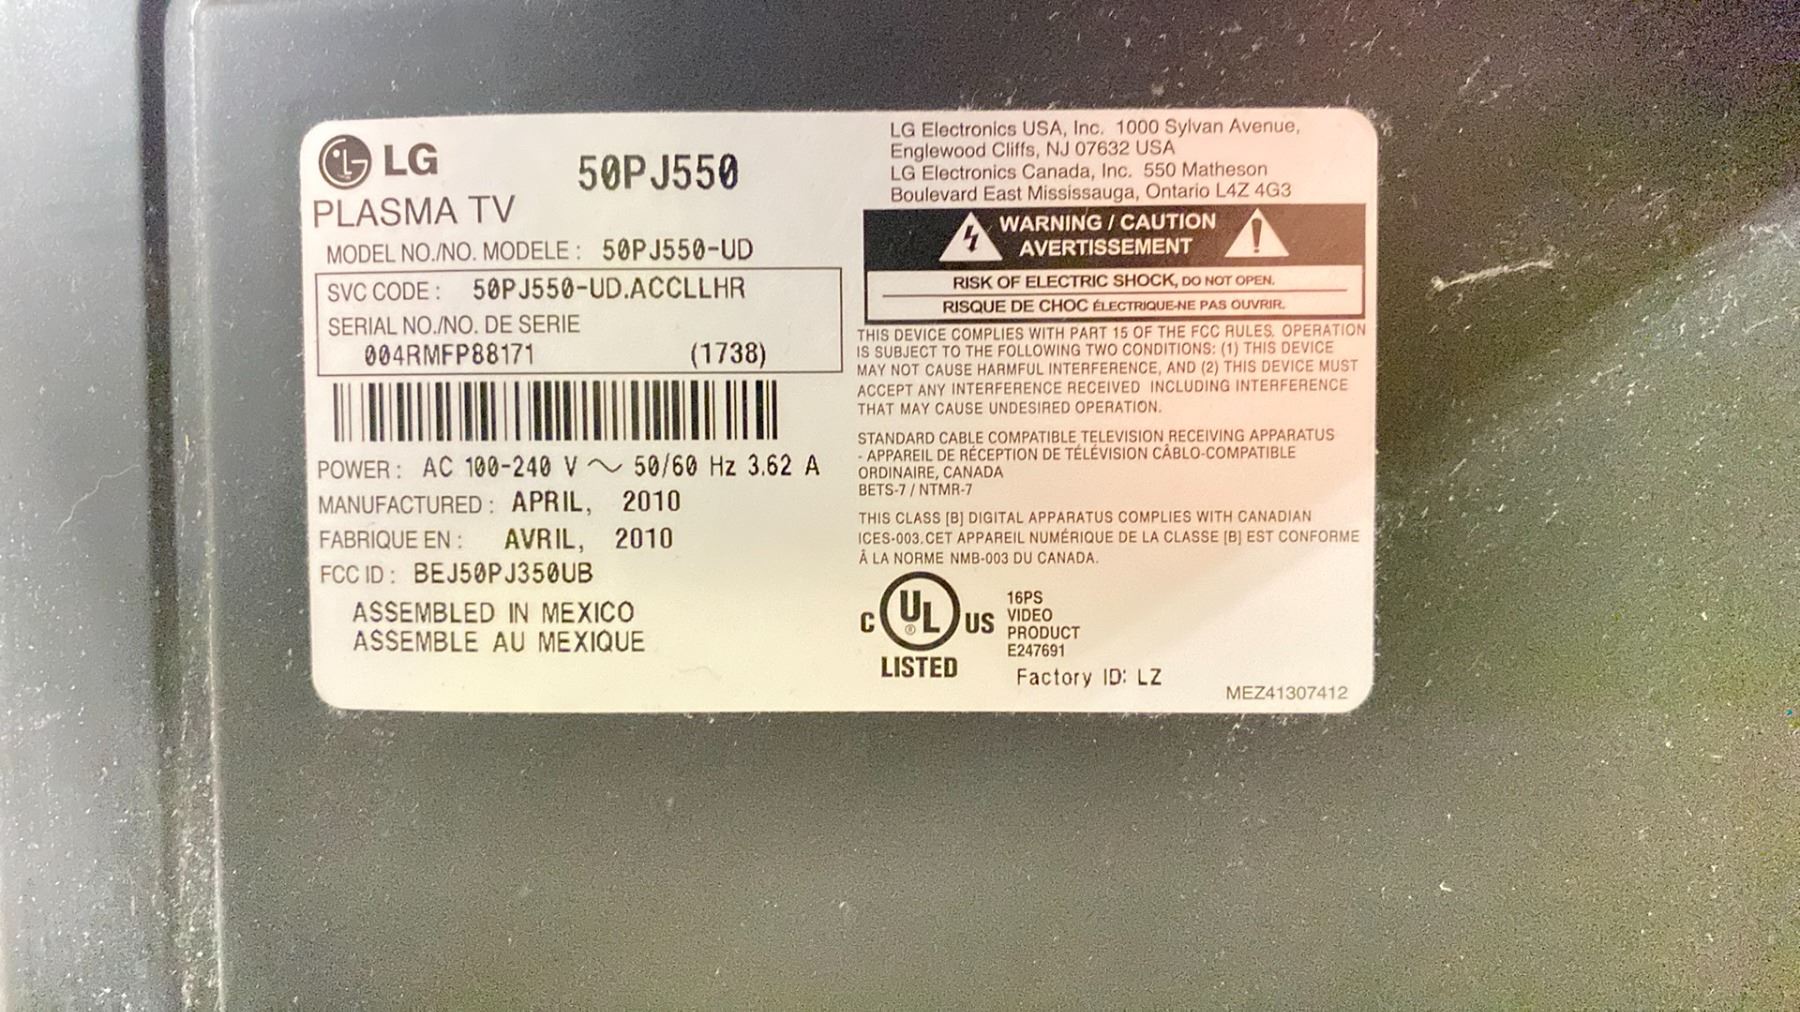 LG
50PJ550
PLASMA TV
MODEL NO./NO. MODELE : 50PJ550-UD
SVC CODE : 50PJ550-UD.ACCLLHR
SERIAL NO./NO. DE SERIE
004RMFP88171 (1738)
POWER : AC 100-240 V ～ 50/60 Hz 3.62 A
MANUFACTURED : APRIL, 2010
FABRIQUE EN : AVRIL, 2010
FCC ID : BEJ50PJ350UB
ASSEMBLED IN MEXICO
ASSEMBLE AU MEXIQUE
LG Electronics USA, Inc. 1000 Sylvan Avenue,
Englewood Cliffs, NJ 07632 USA
LG Electronics Canada, Inc. 550 Matheson
Boulevard East Mississauga, Ontario L4Z 4G3
WARNING / CAUTION
AVERTISSEMENT
RISK OF ELECTRIC SHOCK, DO NOT OPEN.
RISQUE DE CHOC ÉLECTRIQUE-NE PAS OUVRIR.
THIS DEVICE COMPLIES WITH PART 15 OF THE FCC RULES. OPERATION
IS SUBJECT TO THE FOLLOWING TWO CONDITIONS: (1) THIS DEVICE
MAY NOT CAUSE HARMFUL INTERFERENCE, AND (2) THIS DEVICE MUST
ACCEPT ANY INTERFERENCE RECEIVED INCLUDING INTERFERENCE
THAT MAY CAUSE UNDESIRED OPERATION.
STANDARD CABLE COMPATIBLE TELEVISION RECEIVING APPARATUS
- APPAREIL DE RÉCEPTION DE TÉLÉVISION CÂBLO-COMPATIBLE
ORDINAIRE, CANADA
BETS-7 / NTMR-7
THIS CLASS [B] DIGITAL APPARATUS COMPLIES WITH CANADIAN
ICES-003.CET APPAREIL NUMÉRIQUE DE LA CLASSE [B] EST CONFORME
À LA NORME NMB-003 DU CANADA.
C UL ® US
LISTED
16PS
VIDEO
PRODUCT
E247691
Factory ID: LZ
MEZ41307412